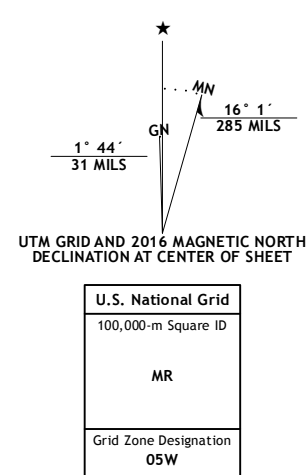 ★
MN
GN
16° 1´
285 MILS
1° 44´
31 MILS
UTM GRID AND 2016 MAGNETIC NORTH
DECLINATION AT CENTER OF SHEET
U.S. National Grid
100,000-m Square ID
MR
Grid Zone Designation
05W